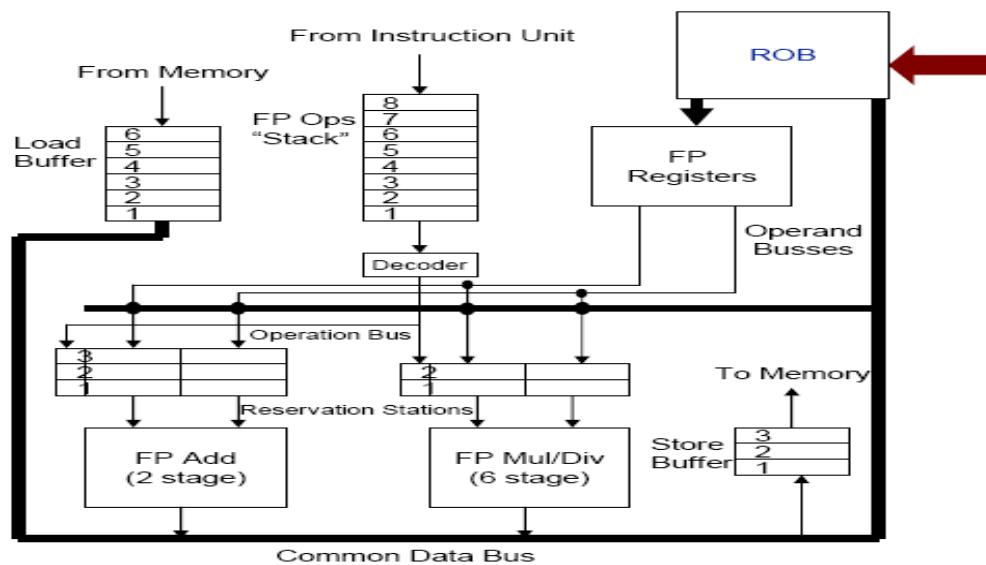 From Instruction Unit
ROB
From Memory
Load
Buffer
6
5
4
3
2
1
FP Ops
“Stack”
8
7
6
5
4
3
2
1
FP
Registers
Operand
Busses
Decoder
Operation Bus
3
2
1
2
1
Reservation Stations
To Memory
FP Add
(2 stage)
FP Mul/Div
(6 stage)
Store
Buffer
3
2
1
Common Data Bus